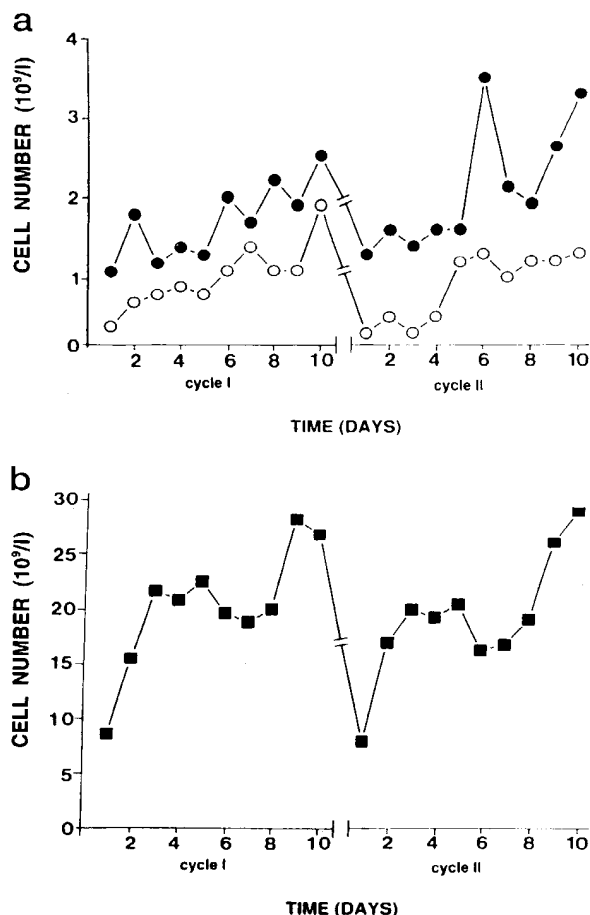 a
CELL NUMBER (10⁹/l)
4
3
2
1
0
2 4 6 8 10 2 4 6 8 10
cycle I cycle II
TIME (DAYS)
b
CELL NUMBER (10⁹/l)
30
25
20
15
10
5
0
2 4 6 8 10 2 4 6 8 10
cycle I cycle II
TIME (DAYS)